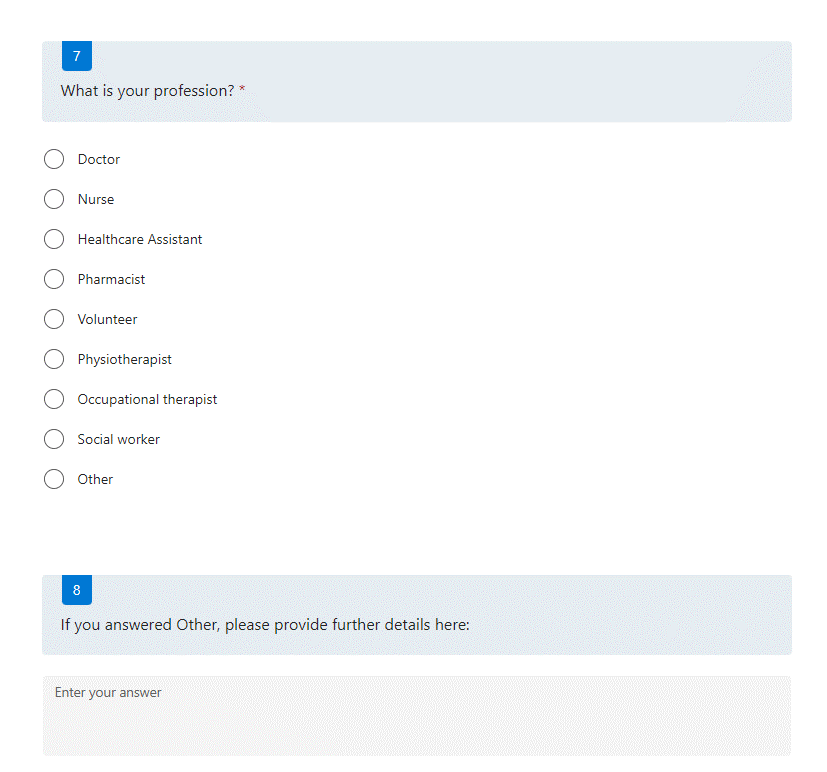 7
What is your profession? *
Doctor
Nurse
Healthcare Assistant
Pharmacist
Volunteer
Physiotherapist
Occupational therapist
Social worker
Other
8
If you answered Other, please provide further details here:
Enter your answer